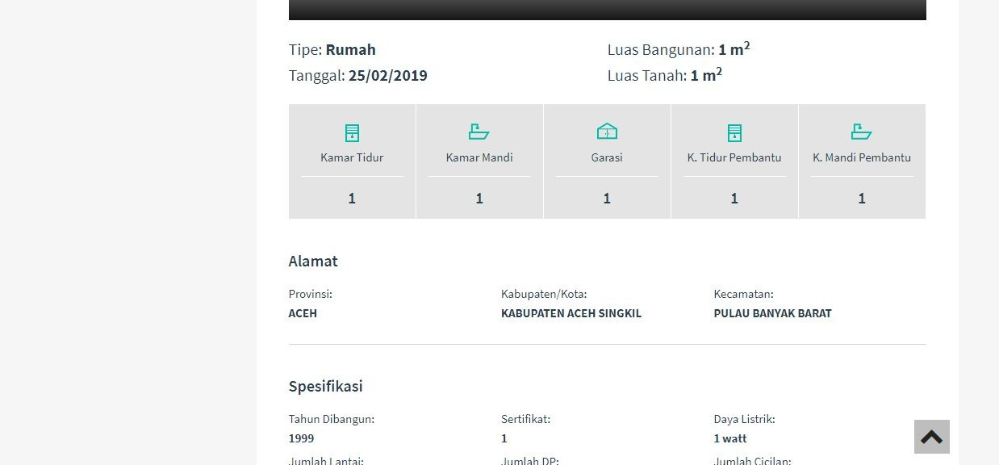 Tipe: Rumah
Luas Bangunan: 1 m²
Tanggal: 25/02/2019
Luas Tanah: 1 m²
Kamar Tidur
Kamar Mandi
Garasi
K. Tidur Pembantu
K. Mandi Pembantu
1
1
1
1
1
Alamat
Provinsi:
Kabupaten/Kota:
Kecamatan:
ACEH
KABUPATEN ACEH SINGKIL
PULAU BANYAK BARAT
Spesifikasi
Tahun Dibangun:
Sertifikat:
Daya Listrik:
1999
1
1 watt
Jumlah Lantai:
Jumlah DP:
Jumlah Cicilan: